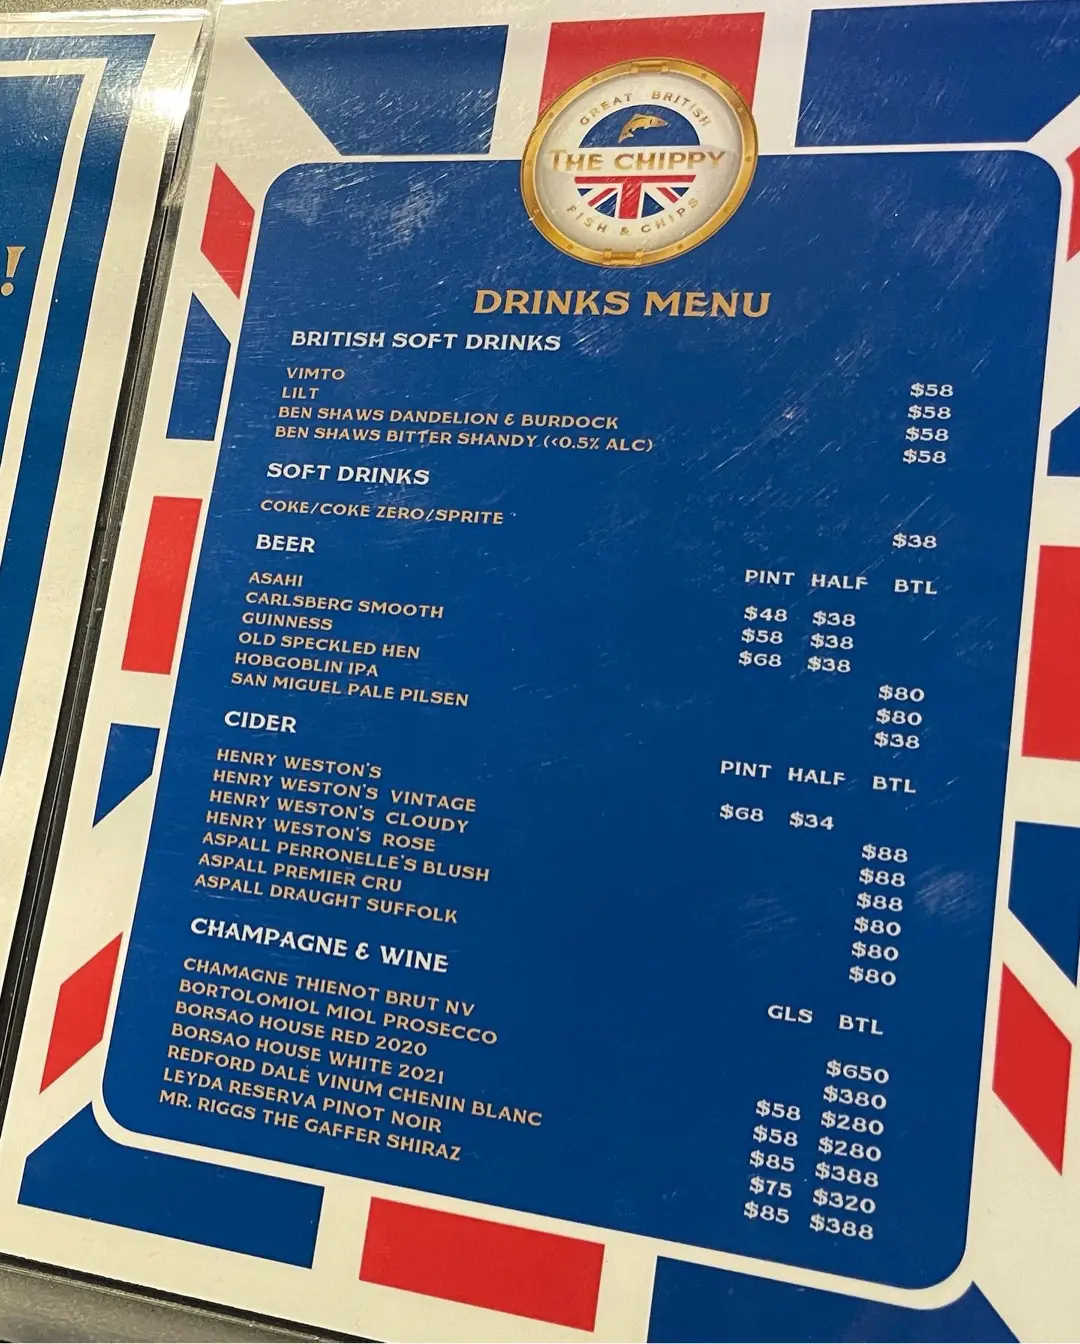 !
GREAT BRITISH
THE CHIPPY
FISH & CHIPS
DRINKS MENU
BRITISH SOFT DRINKS
VIMTO $58
LILT $58
BEN SHAWS DANDELION & BURDOCK $58
BEN SHAWS BITTER SHANDY (<0.5% ALC) $58
SOFT DRINKS
COKE/COKE ZERO/SPRITE $38
BEER PINT HALF BTL
ASAHI $48 $38
CARLSBERG SMOOTH $58 $38
GUINNESS $68 $38
OLD SPECKLED HEN $80
HOBGOBLIN IPA $80
SAN MIGUEL PALE PILSEN $38
CIDER PINT HALF BTL
HENRY WESTON'S $68 $34
HENRY WESTON'S VINTAGE $88
HENRY WESTON'S CLOUDY $88
HENRY WESTON'S ROSE $88
ASPALL PERRONELLE'S BLUSH $80
ASPALL PREMIER CRU $80
ASPALL DRAUGHT SUFFOLK $80
CHAMPAGNE & WINE GLS BTL
CHAMAGNE THIENOT BRUT NV $650
BORTOLOMIOL MIOL PROSECCO $380
BORSAO HOUSE RED 2020 $58 $280
BORSAO HOUSE WHITE 2021 $58 $280
REDFORD DALE VINUM CHENIN BLANC $85 $388
LEYDA RESERVA PINOT NOIR $75 $320
MR. RIGGS THE GAFFER SHIRAZ $85 $388